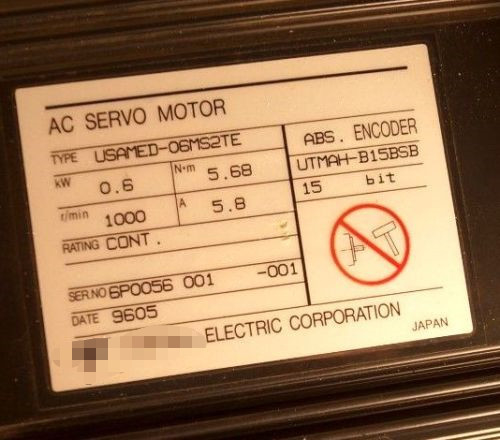 AC SERVO MOTOR
TYPE USAMED-06MS2TE
kW 0.6 N·m 5.68
r/min 1000 A 5.8
RATING CONT.
SER.NO 6P0056 001 -001
DATE 9605
ABS. ENCODER
UTMAH-B15BSB
15 bit
ELECTRIC CORPORATION
JAPAN